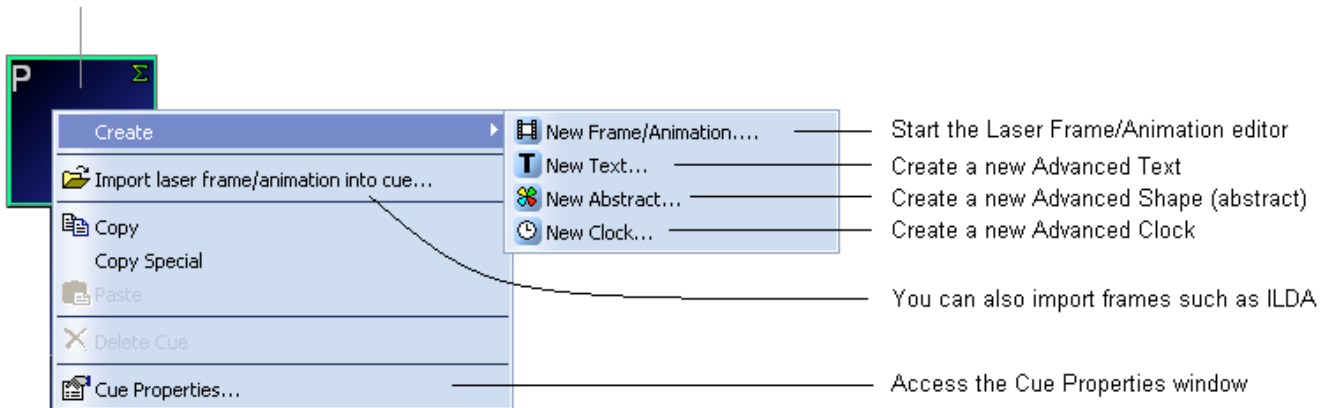 P Σ
Create
Import laser frame/animation into cue...
Copy
Copy Special
Paste
Delete Cue
Cue Properties...
New Frame/Animation....
T New Text...
New Abstract...
New Clock...
Start the Laser Frame/Animation editor
Create a new Advanced Text
Create a new Advanced Shape (abstract)
Create a new Advanced Clock
You can also import frames such as ILDA
Access the Cue Properties window